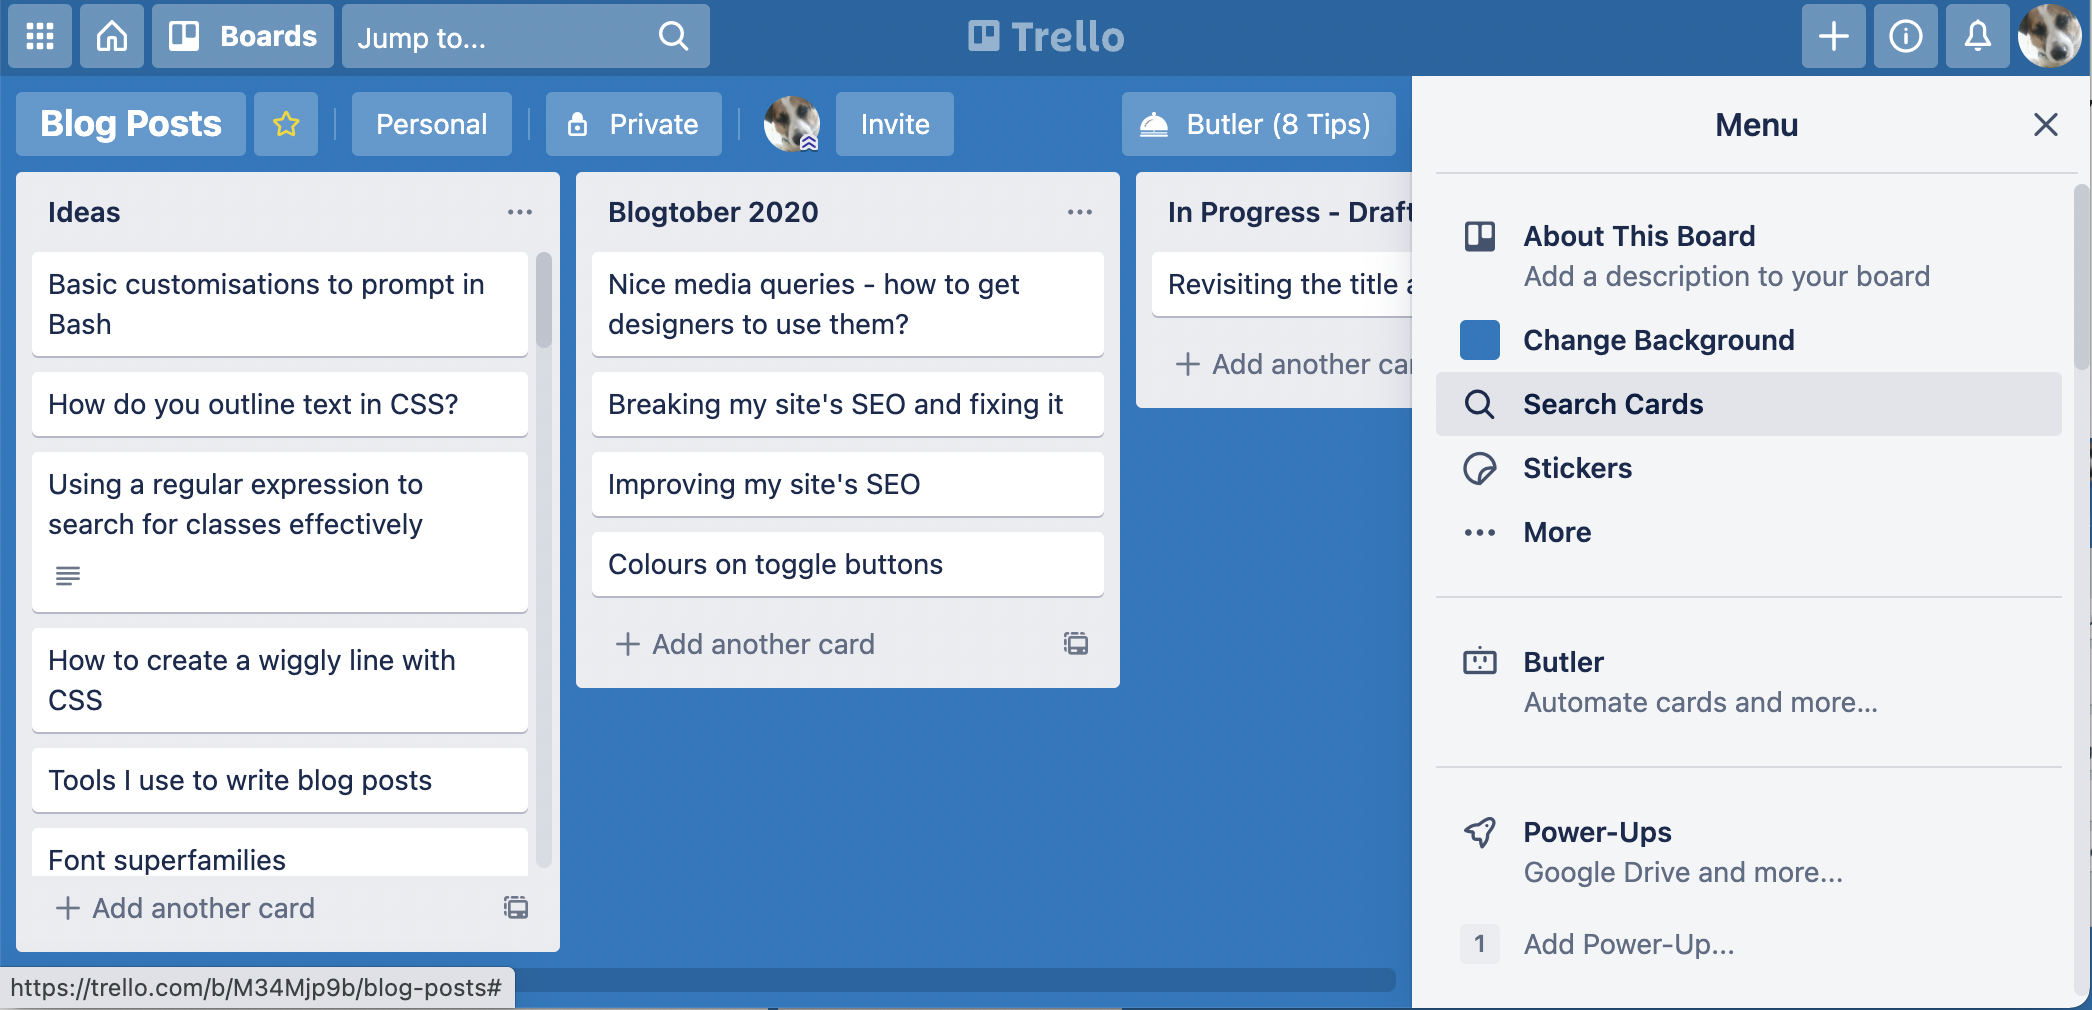 Boards
Jump to...
Trello
Blog Posts
Personal
Private
Invite
Butler (8 Tips)
Ideas
Basic customisations to prompt in
Bash
How do you outline text in CSS?
Using a regular expression to
search for classes effectively
How to create a wiggly line with
CSS
Tools I use to write blog posts
Font superfamilies
Add another card
Blogtober 2020
Nice media queries - how to get
designers to use them?
Breaking my site's SEO and fixing it
Improving my site's SEO
Colours on toggle buttons
Add another card
In Progress - Draft
Revisiting the title
Add another
Menu
About This Board
Add a description to your board
Change Background
Search Cards
Stickers
More
Butler
Automate cards and more...
Power-Ups
Google Drive and more...
1 Add Power-Up...
https://trello.com/b/M34Mjp9b/blog-posts#